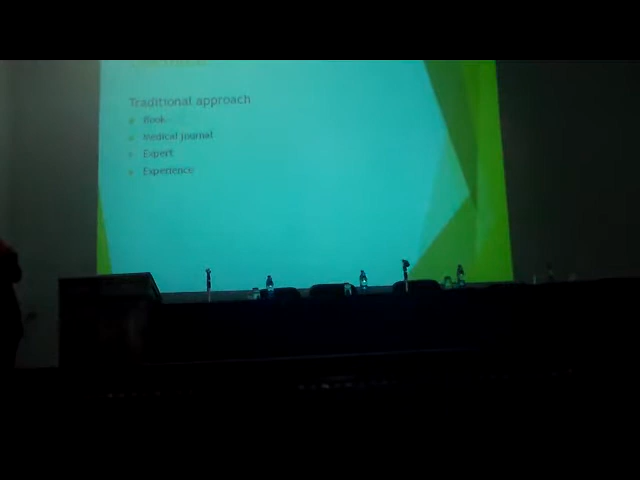 Traditional approach
Book
Medical journal
Expert
Experience